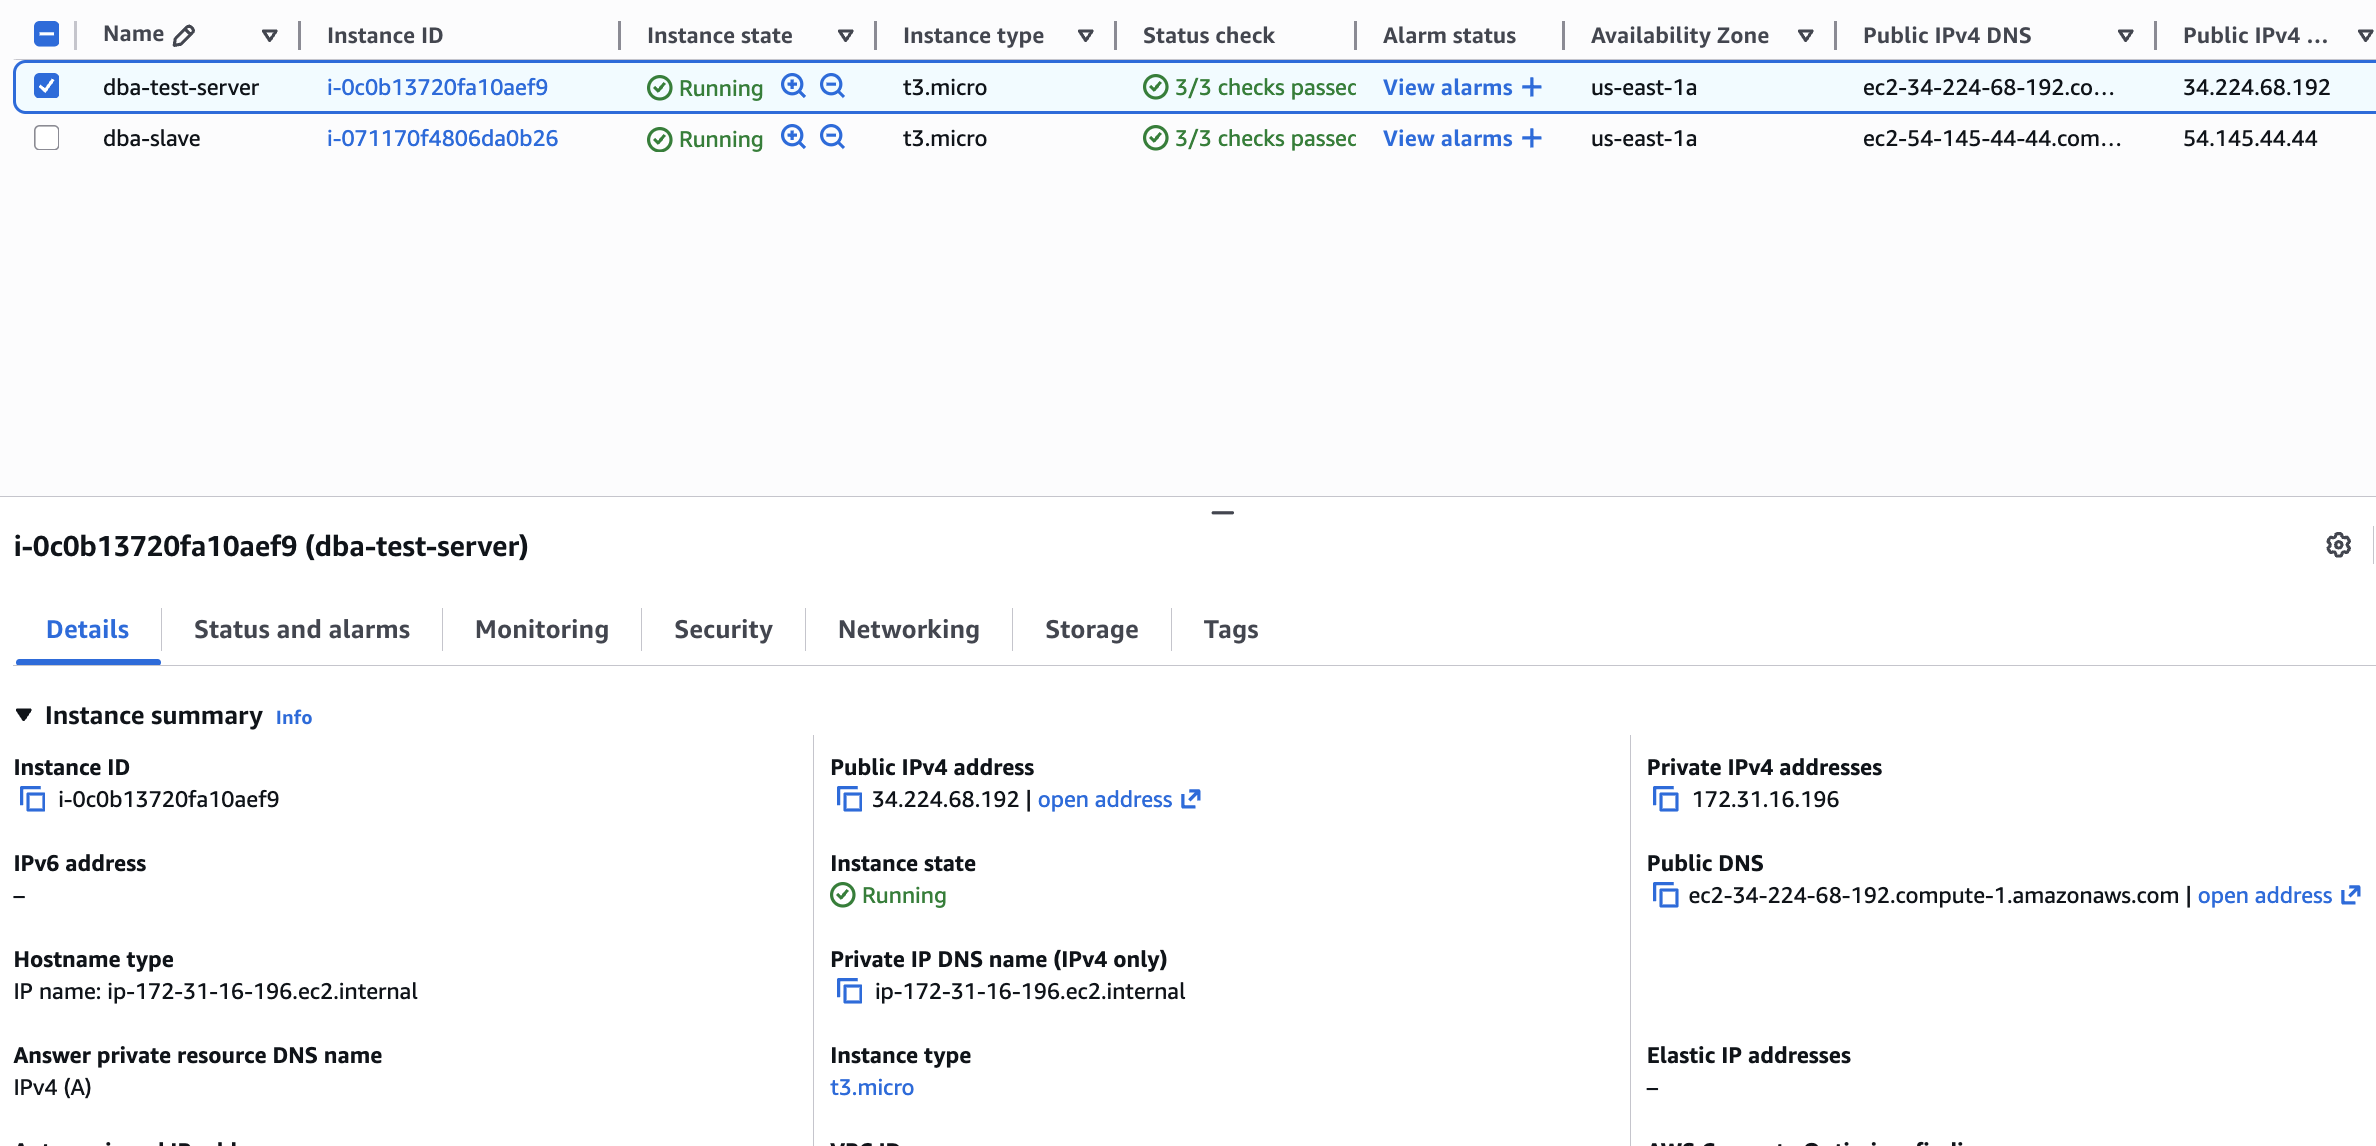 Name Instance ID Instance state Instance type Status check Alarm status Availability Zone Public IPv4 DNS Public IPv4 ...
dba-test-server i-0c0b13720fa10aef9 Running t3.micro 3/3 checks passec View alarms + us-east-1a ec2-34-224-68-192.co... 34.224.68.192
dba-slave i-071170f4806da0b26 Running t3.micro 3/3 checks passec View alarms + us-east-1a ec2-54-145-44-44.com... 54.145.44.44
i-0c0b13720fa10aef9 (dba-test-server)
Details Status and alarms Monitoring Security Networking Storage Tags
Instance summary Info
Instance ID Public IPv4 address Private IPv4 addresses
i-0c0b13720fa10aef9 34.224.68.192 | open address 172.31.16.196
IPv6 address Instance state Public DNS
– Running ec2-34-224-68-192.compute-1.amazonaws.com | open address
Hostname type Private IP DNS name (IPv4 only)
IP name: ip-172-31-16-196.ec2.internal ip-172-31-16-196.ec2.internal
Answer private resource DNS name Instance type Elastic IP addresses
IPv4 (A) t3.micro –